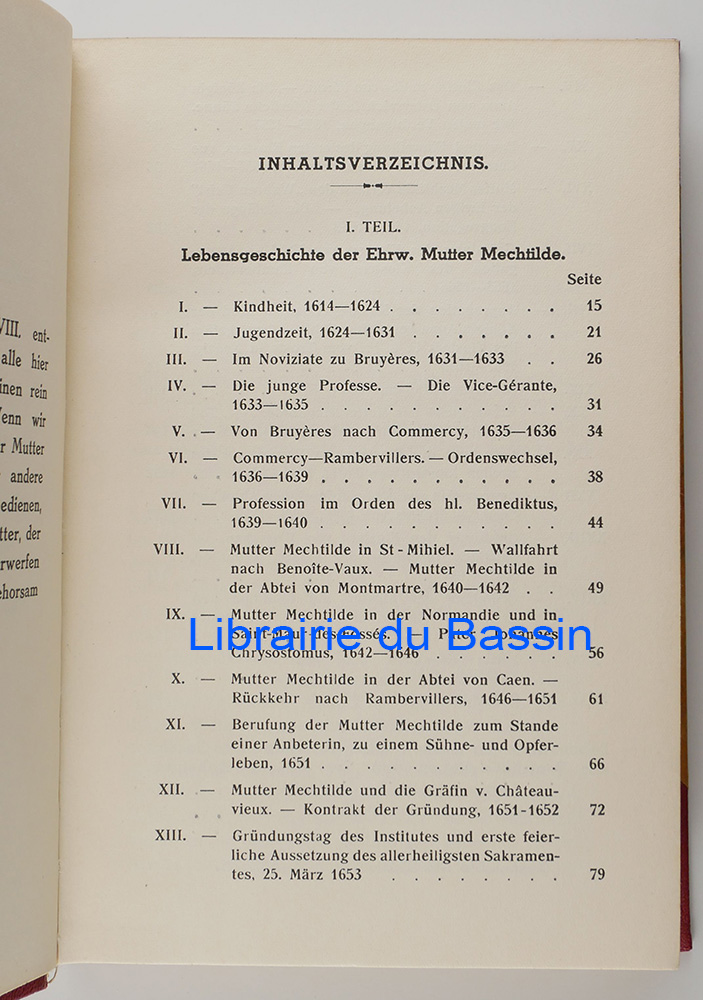 VIII, ent-
alle hier
inen rein
Wenn wir
r Mutter
andere
edienen,
tter, der
rwerfen
ehorsam
INHALTSVERZEICHNIS.
I. TEIL.
Lebensgeschichte der Ehrw. Mutter Mechtilde.
Seite
I. — Kindheit, 1614—1624 . . . . . . . 15
II. — Jugendzeit, 1624—1631 . . . . . . 21
III. — Im Noviziate zu Bruyères, 1631—1633 . . 26
IV. — Die junge Professe. — Die Vice-Gérante,
1633—1635 . . . . . . . . . . 31
V. — Von Bruyères nach Commercy, 1635—1636 34
VI. — Commercy—Rambervillers. — Ordenswechsel,
1636—1639 . . . . . . . . . . 38
VII. — Profession im Orden des hl. Benediktus,
1639—1640 . . . . . . . . . . 44
VIII. — Mutter Mechtilde in St-Mihiel. — Wallfahrt
nach Benoîte-Vaux. — Mutter Mechtilde in
der Abtei von Montmartre, 1640—1642 . . 49
IX. — Mutter Mechtilde in der Normandie und in
Saint-Maur des Fossés. — Pater Johannes
Chrysostomus, 1642—1646 . . . . . . 56
Librairie du Bassin
X. — Mutter Mechtilde in der Abtei von Caen. —
Rückkehr nach Rambervillers, 1646—1651 61
XI. — Berufung der Mutter Mechtilde zum Stande
einer Anbeterin, zu einem Sühne- und Opfer-
leben, 1651 . . . . . . . . . . 66
XII. — Mutter Mechtilde und die Gräfin v. Château-
vieux. — Kontrakt der Gründung, 1651-1652 72
XIII. — Gründungstag des Institutes und erste feier-
liche Aussetzung des allerheiligsten Sakramen-
tes, 25. März 1653 . . . . . . . 79